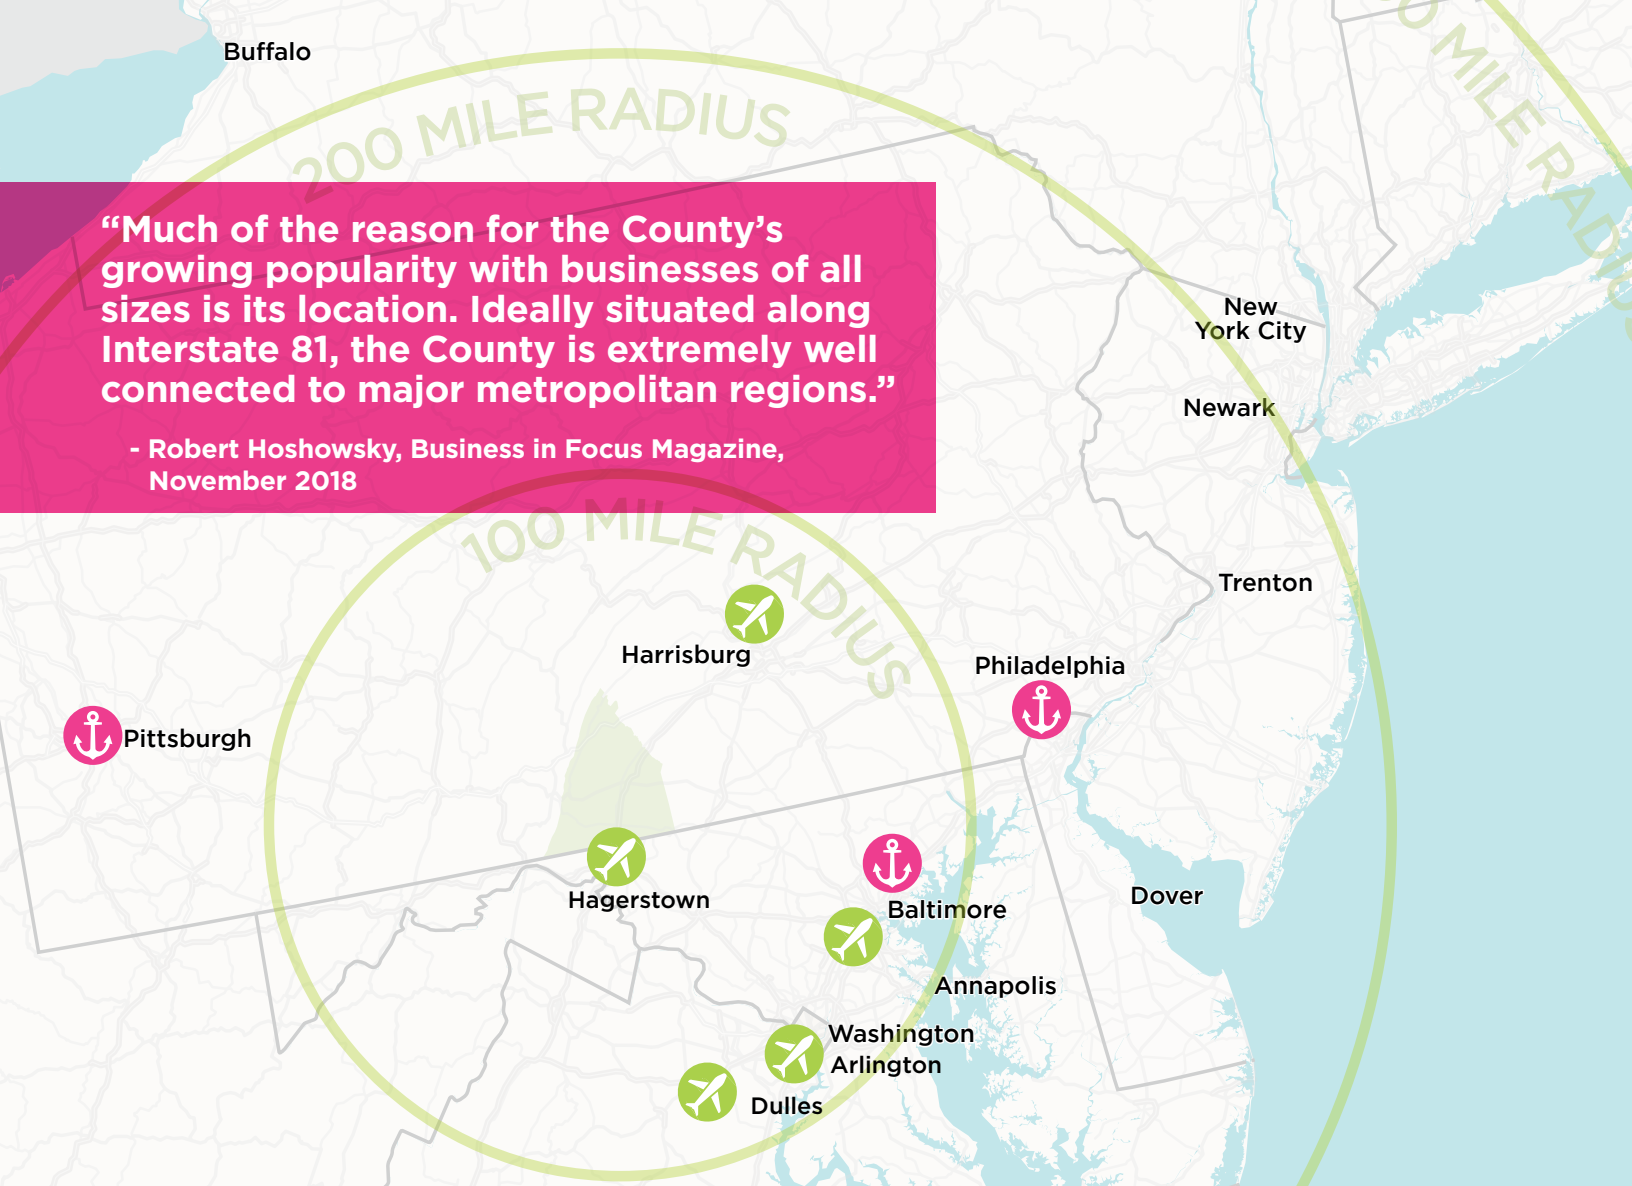 Buffalo
200 MILE RADIUS
0 MILE RADIUS
“Much of the reason for the County’s
growing popularity with businesses of all
sizes is its location. Ideally situated along
Interstate 81, the County is extremely well
connected to major metropolitan regions.”
- Robert Hoshowsky, Business in Focus Magazine,
November 2018
New
York City
Newark
100 MILE RADIUS
Trenton
Harrisburg
Philadelphia
Pittsburgh
Hagerstown
Baltimore
Dover
Annapolis
Washington
Arlington
Dulles